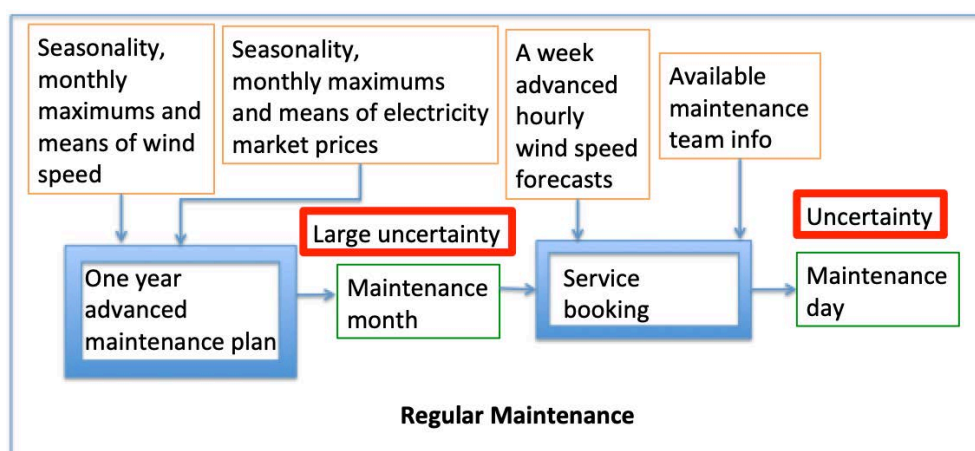 Seasonality,
monthly
maximums and
means of wind
speed
Seasonality,
monthly maximums
and means of electricity
market prices
A week
advanced
hourly
wind speed
forecasts
Available
maintenance
team info
Large uncertainty
Uncertainty
One year
advanced
maintenance plan
Maintenance
month
Service
booking
Maintenance
day
Regular Maintenance